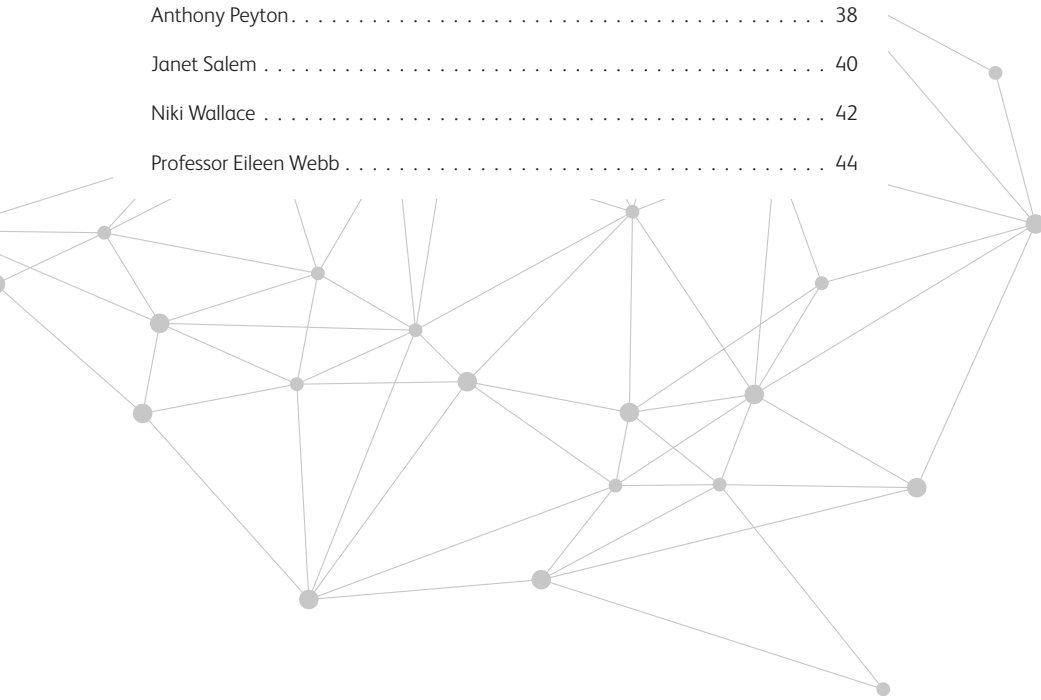 Anthony Peyton. . . . . . . . . . . . . . . . . . . . . . . . . . . . . . . . . . . . . . . . 38
Janet Salem . . . . . . . . . . . . . . . . . . . . . . . . . . . . . . . . . . . . . . . . . . 40
Niki Wallace . . . . . . . . . . . . . . . . . . . . . . . . . . . . . . . . . . . . . . . . . . 42
Professor Eileen Webb . . . . . . . . . . . . . . . . . . . . . . . . . . . . . . . . . . . . 44